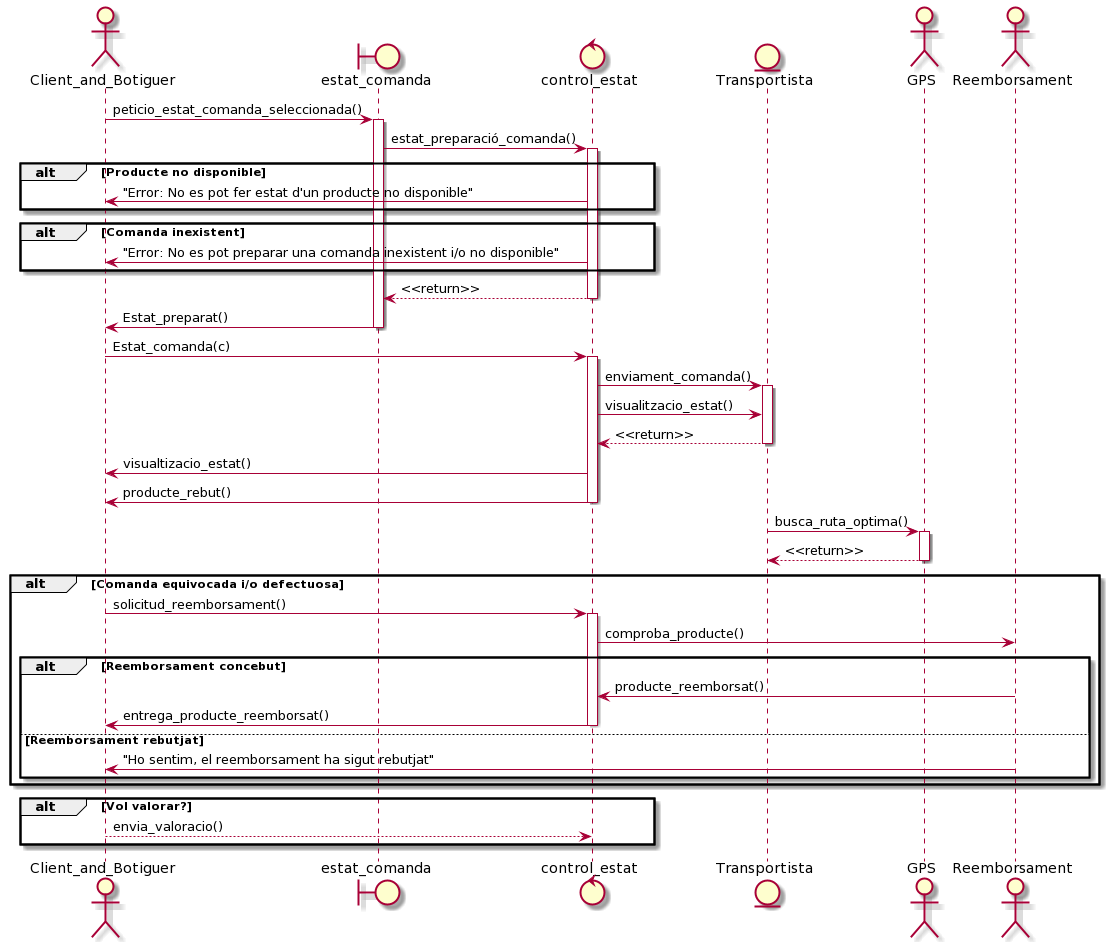 Client_and_Botiguer estat_comanda control_estat Transportista GPS Reemborsament
peticio_estat_comanda_seleccionada()
estat_preparació_comanda()
alt [Producte no disponible]
"Error: No es pot fer estat d'un producte no disponible"
alt [Comanda inexistent]
"Error: No es pot preparar una comanda inexistent i/o no disponible"
<<return>>
Estat_preparat()
Estat_comanda(c)
enviament_comanda()
visualitzacio_estat()
<<return>>
visualtizacio_estat()
producte_rebut()
busca_ruta_optima()
<<return>>
alt [Comanda equivocada i/o defectuosa]
solicitud_reemborsament()
comproba_producte()
alt [Reemborsament concebut]
producte_reemborsat()
entrega_producte_reemborsat()
[Reemborsament rebutjat]
"Ho sentim, el reemborsament ha sigut rebutjat"
alt [Vol valorar?]
envia_valoracio()
Client_and_Botiguer estat_comanda control_estat Transportista GPS Reemborsament